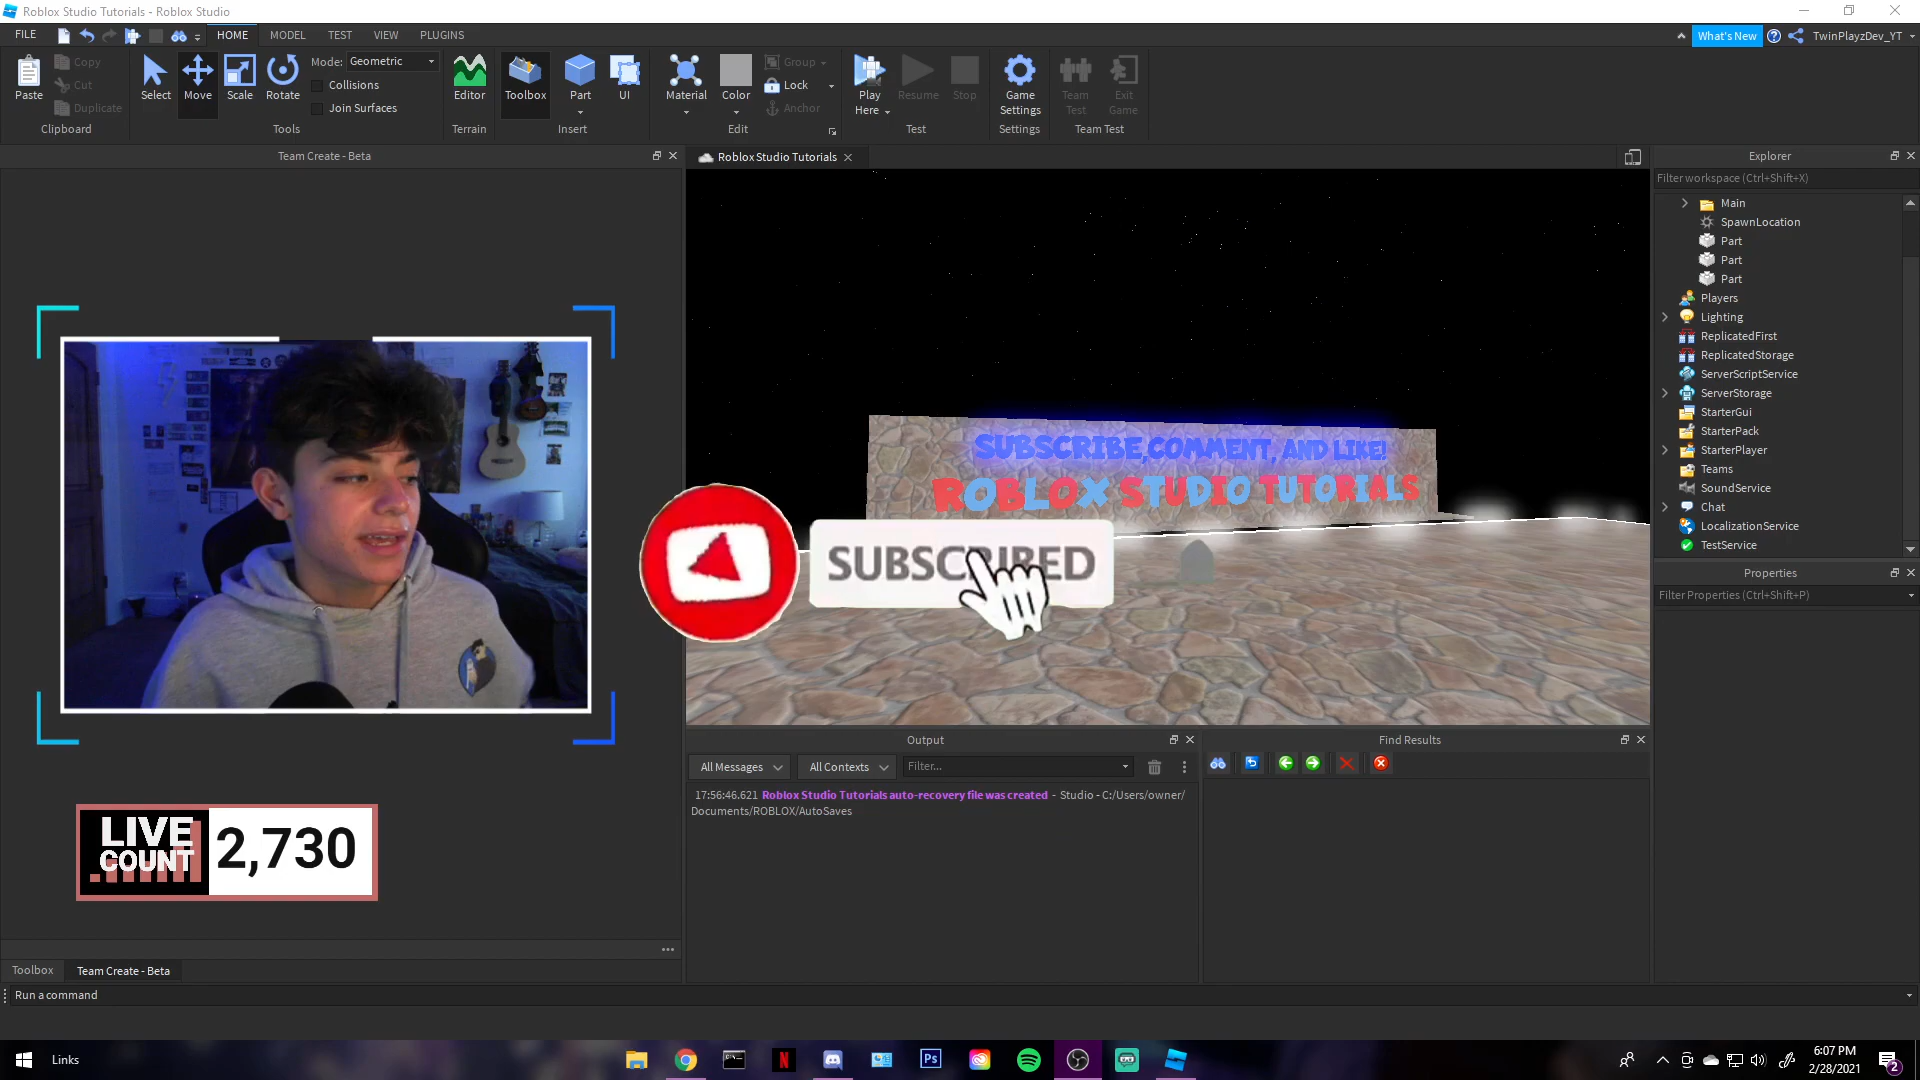 Roblox Studio Tutorials - Roblox Studio
FILE
HOME
MODEL
TEST
VIEW
PLUGINS
What's New
TwinPlayzDev_YT
Paste
Copy
Cut
Duplicate
Clipboard
Select
Move
Scale
Rotate
Mode: Geometric
Collisions
Join Surfaces
Tools
Editor
Terrain
Toolbox
Part
UI
Insert
Material
Color
Group
Lock
Anchor
Edit
Play
Here
Resume
Stop
Test
Game
Settings
Settings
Team
Test
Exit
Game
Team Test
Team Create - Beta
Roblox Studio Tutorials
SUBSCRIBE,COMMENT, AND LIKE!
ROBLOX STUDIO TUTORIALS
SUBSCRIBED
LIVE
COUNT
2,730
Explorer
Filter workspace (Ctrl+Shift+X)
Main
SpawnLocation
Part
Part
Part
Players
Lighting
ReplicatedFirst
ReplicatedStorage
ServerScriptService
ServerStorage
StarterGui
StarterPack
StarterPlayer
Teams
SoundService
Chat
LocalizationService
TestService
Properties
Filter Properties (Ctrl+Shift+P)
Output
All Messages
All Contexts
Filter...
17:56:46.621 Roblox Studio Tutorials auto-recovery file was created - Studio - C:/Users/owner/
Documents/ROBLOX/AutoSaves
Find Results
Toolbox
Team Create - Beta
Run a command
Links
N
Ps
6:07 PM
2/28/2021
2